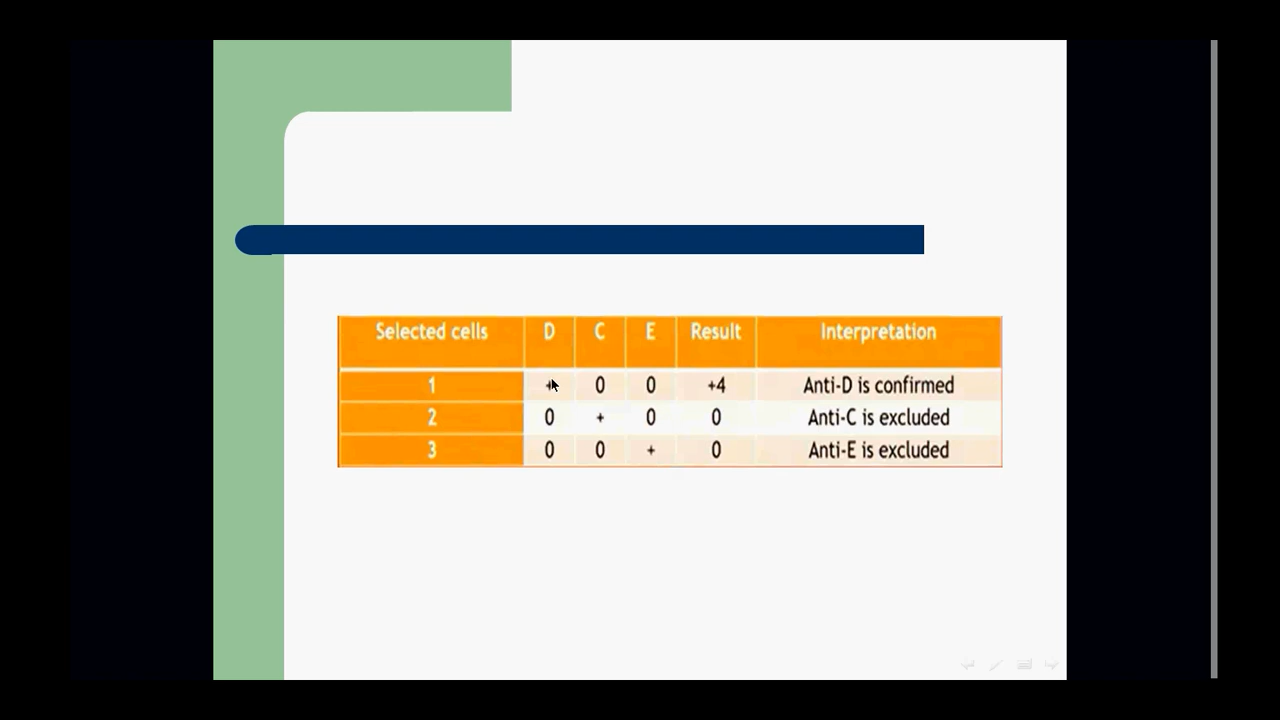 Selected cells D C E Result Interpretation
1 + 0 0 +4 Anti-D is confirmed
2 0 + 0 0 Anti-C is excluded
3 0 0 + 0 Anti-E is excluded